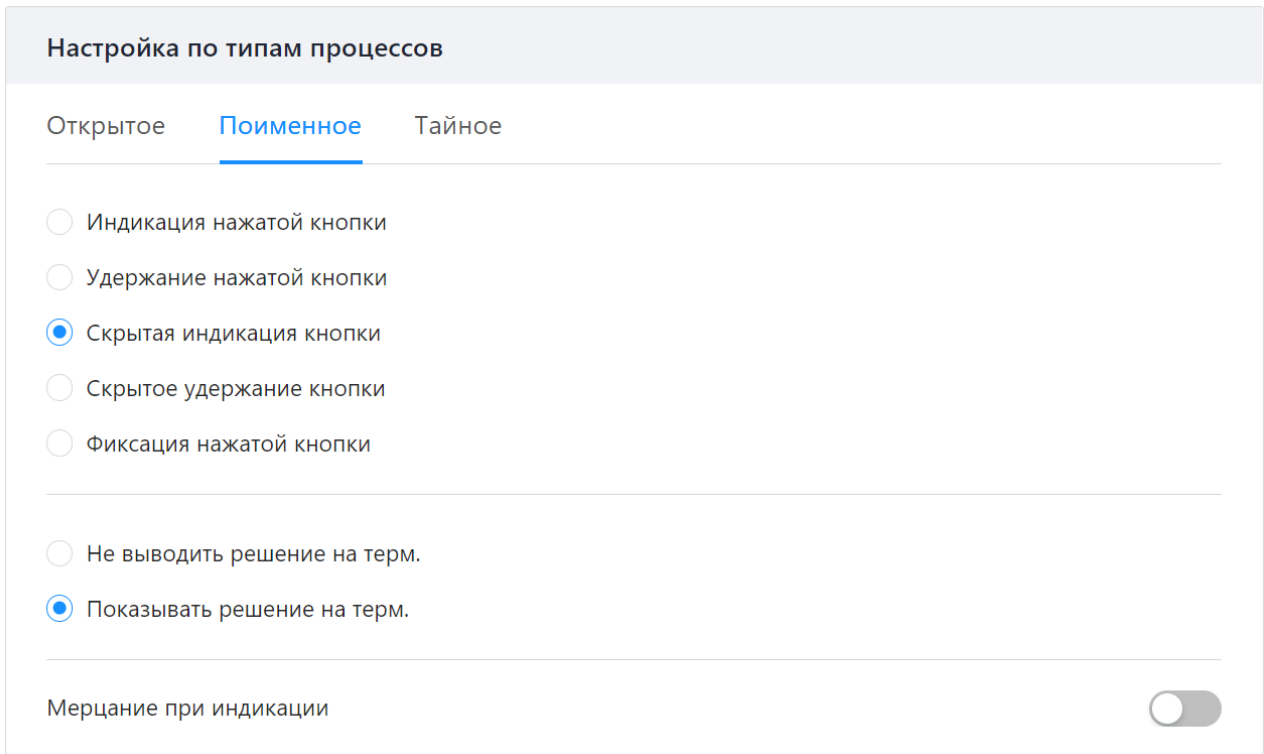 Настройка по типам процессов
Открытое Поименное Тайное
Индикация нажатой кнопки
Удержание нажатой кнопки
Скрытая индикация кнопки
Скрытое удержание кнопки
Фиксация нажатой кнопки
Не выводить решение на терм.
Показывать решение на терм.
Мерцание при индикации